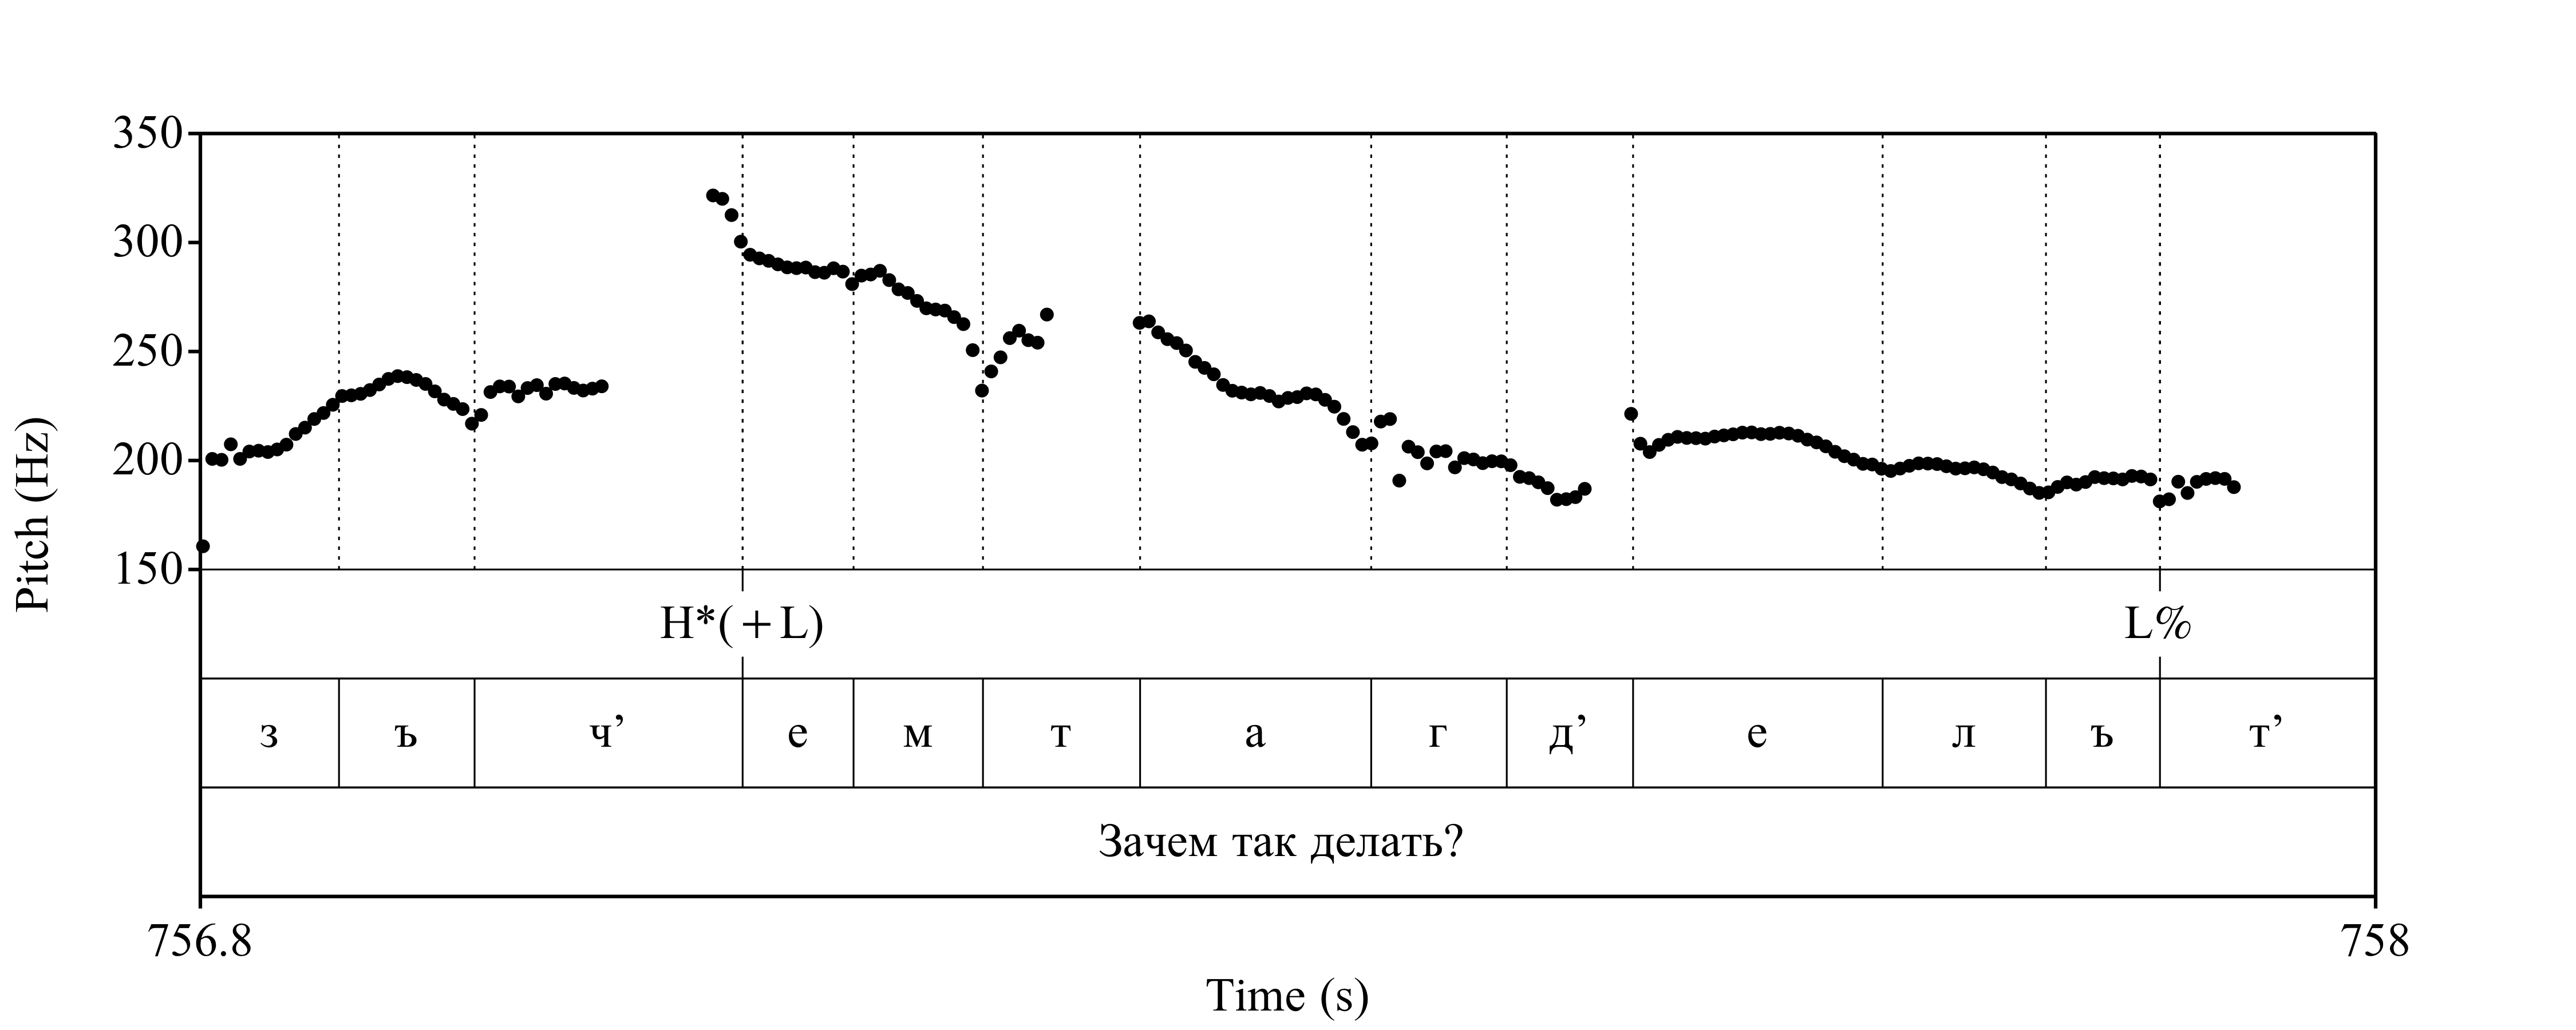 350
300
250
200
150
Pitch (Hz)
H*(+L) L%
з ъ ч’ е м т а г д’ е л ъ т’
Зачем так делать?
756.8 758
Time (s)